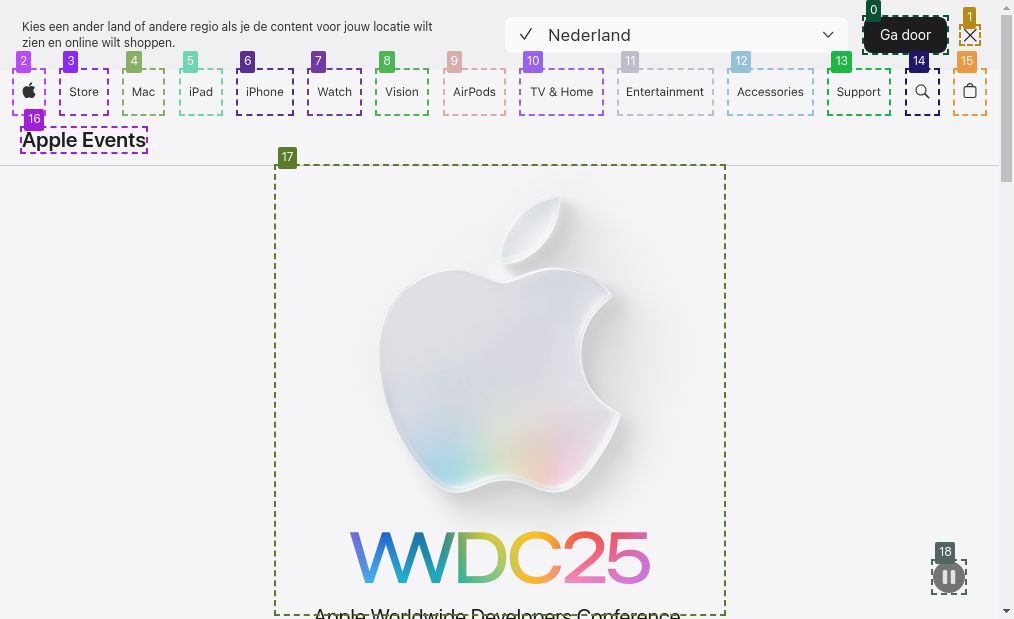 Kies een ander land of andere regio als je de content voor jouw locatie wilt
zien en online wilt shoppen.
Nederland
Ga door
0
1
2
3
4
5
6
7
8
9
10
11
12
13
14
15
Store
Mac
iPad
iPhone
Watch
Vision
AirPods
TV & Home
Entertainment
Accessories
Support
16
Apple Events
17
WWDC25
18
Apple Worldwide Developers Conference